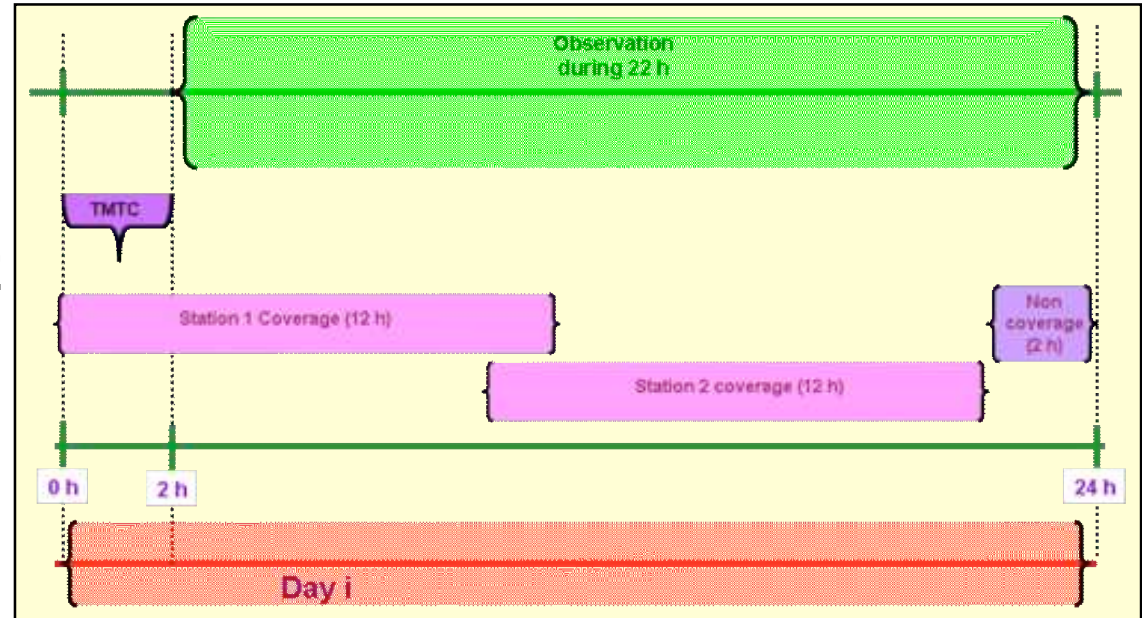 Observation
during 22 h
TMTC
Station 1 Coverage (12 h)
Non
coverage
(2 h)
Station 2 coverage (12 h)
0 h
2 h
24 h
Day i